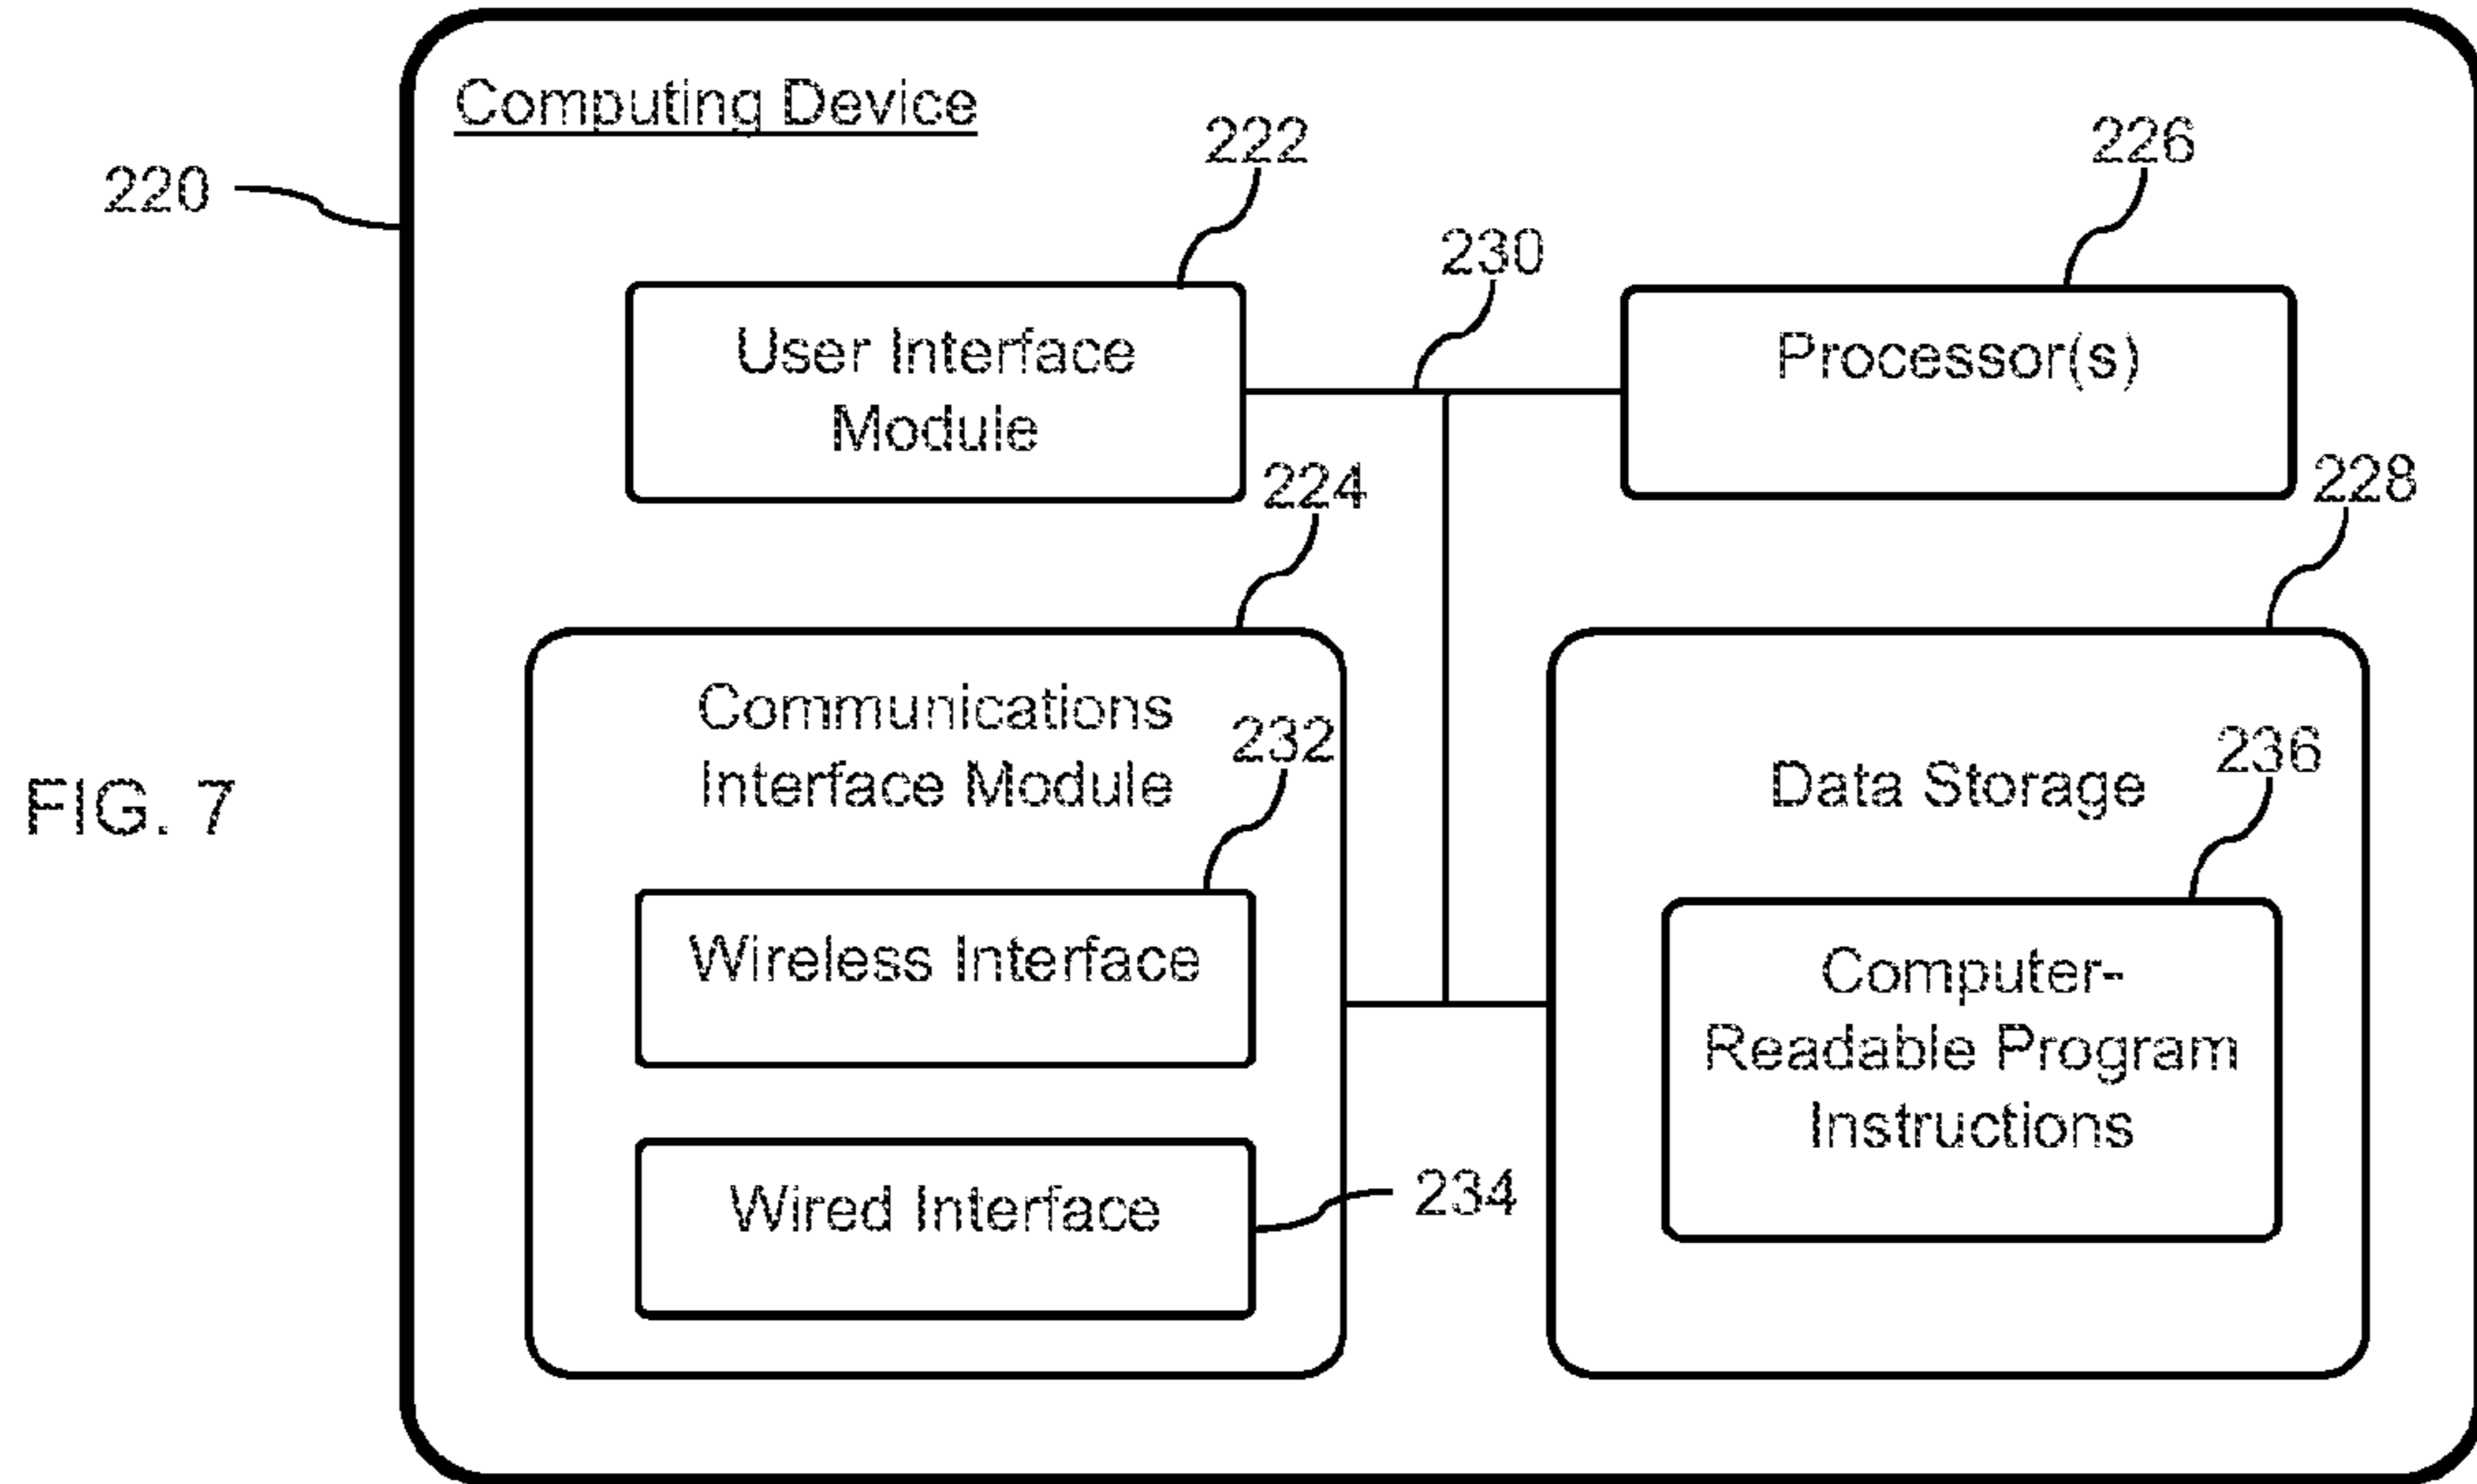 Computing Device
220
222
226
230
User Interface
Module
Processor(s)
224
228
Communications
Interface Module
232
Data Storage
236
FIG. 7
Wireless Interface
Computer-
Readable Program
Instructions
Wired Interface
234